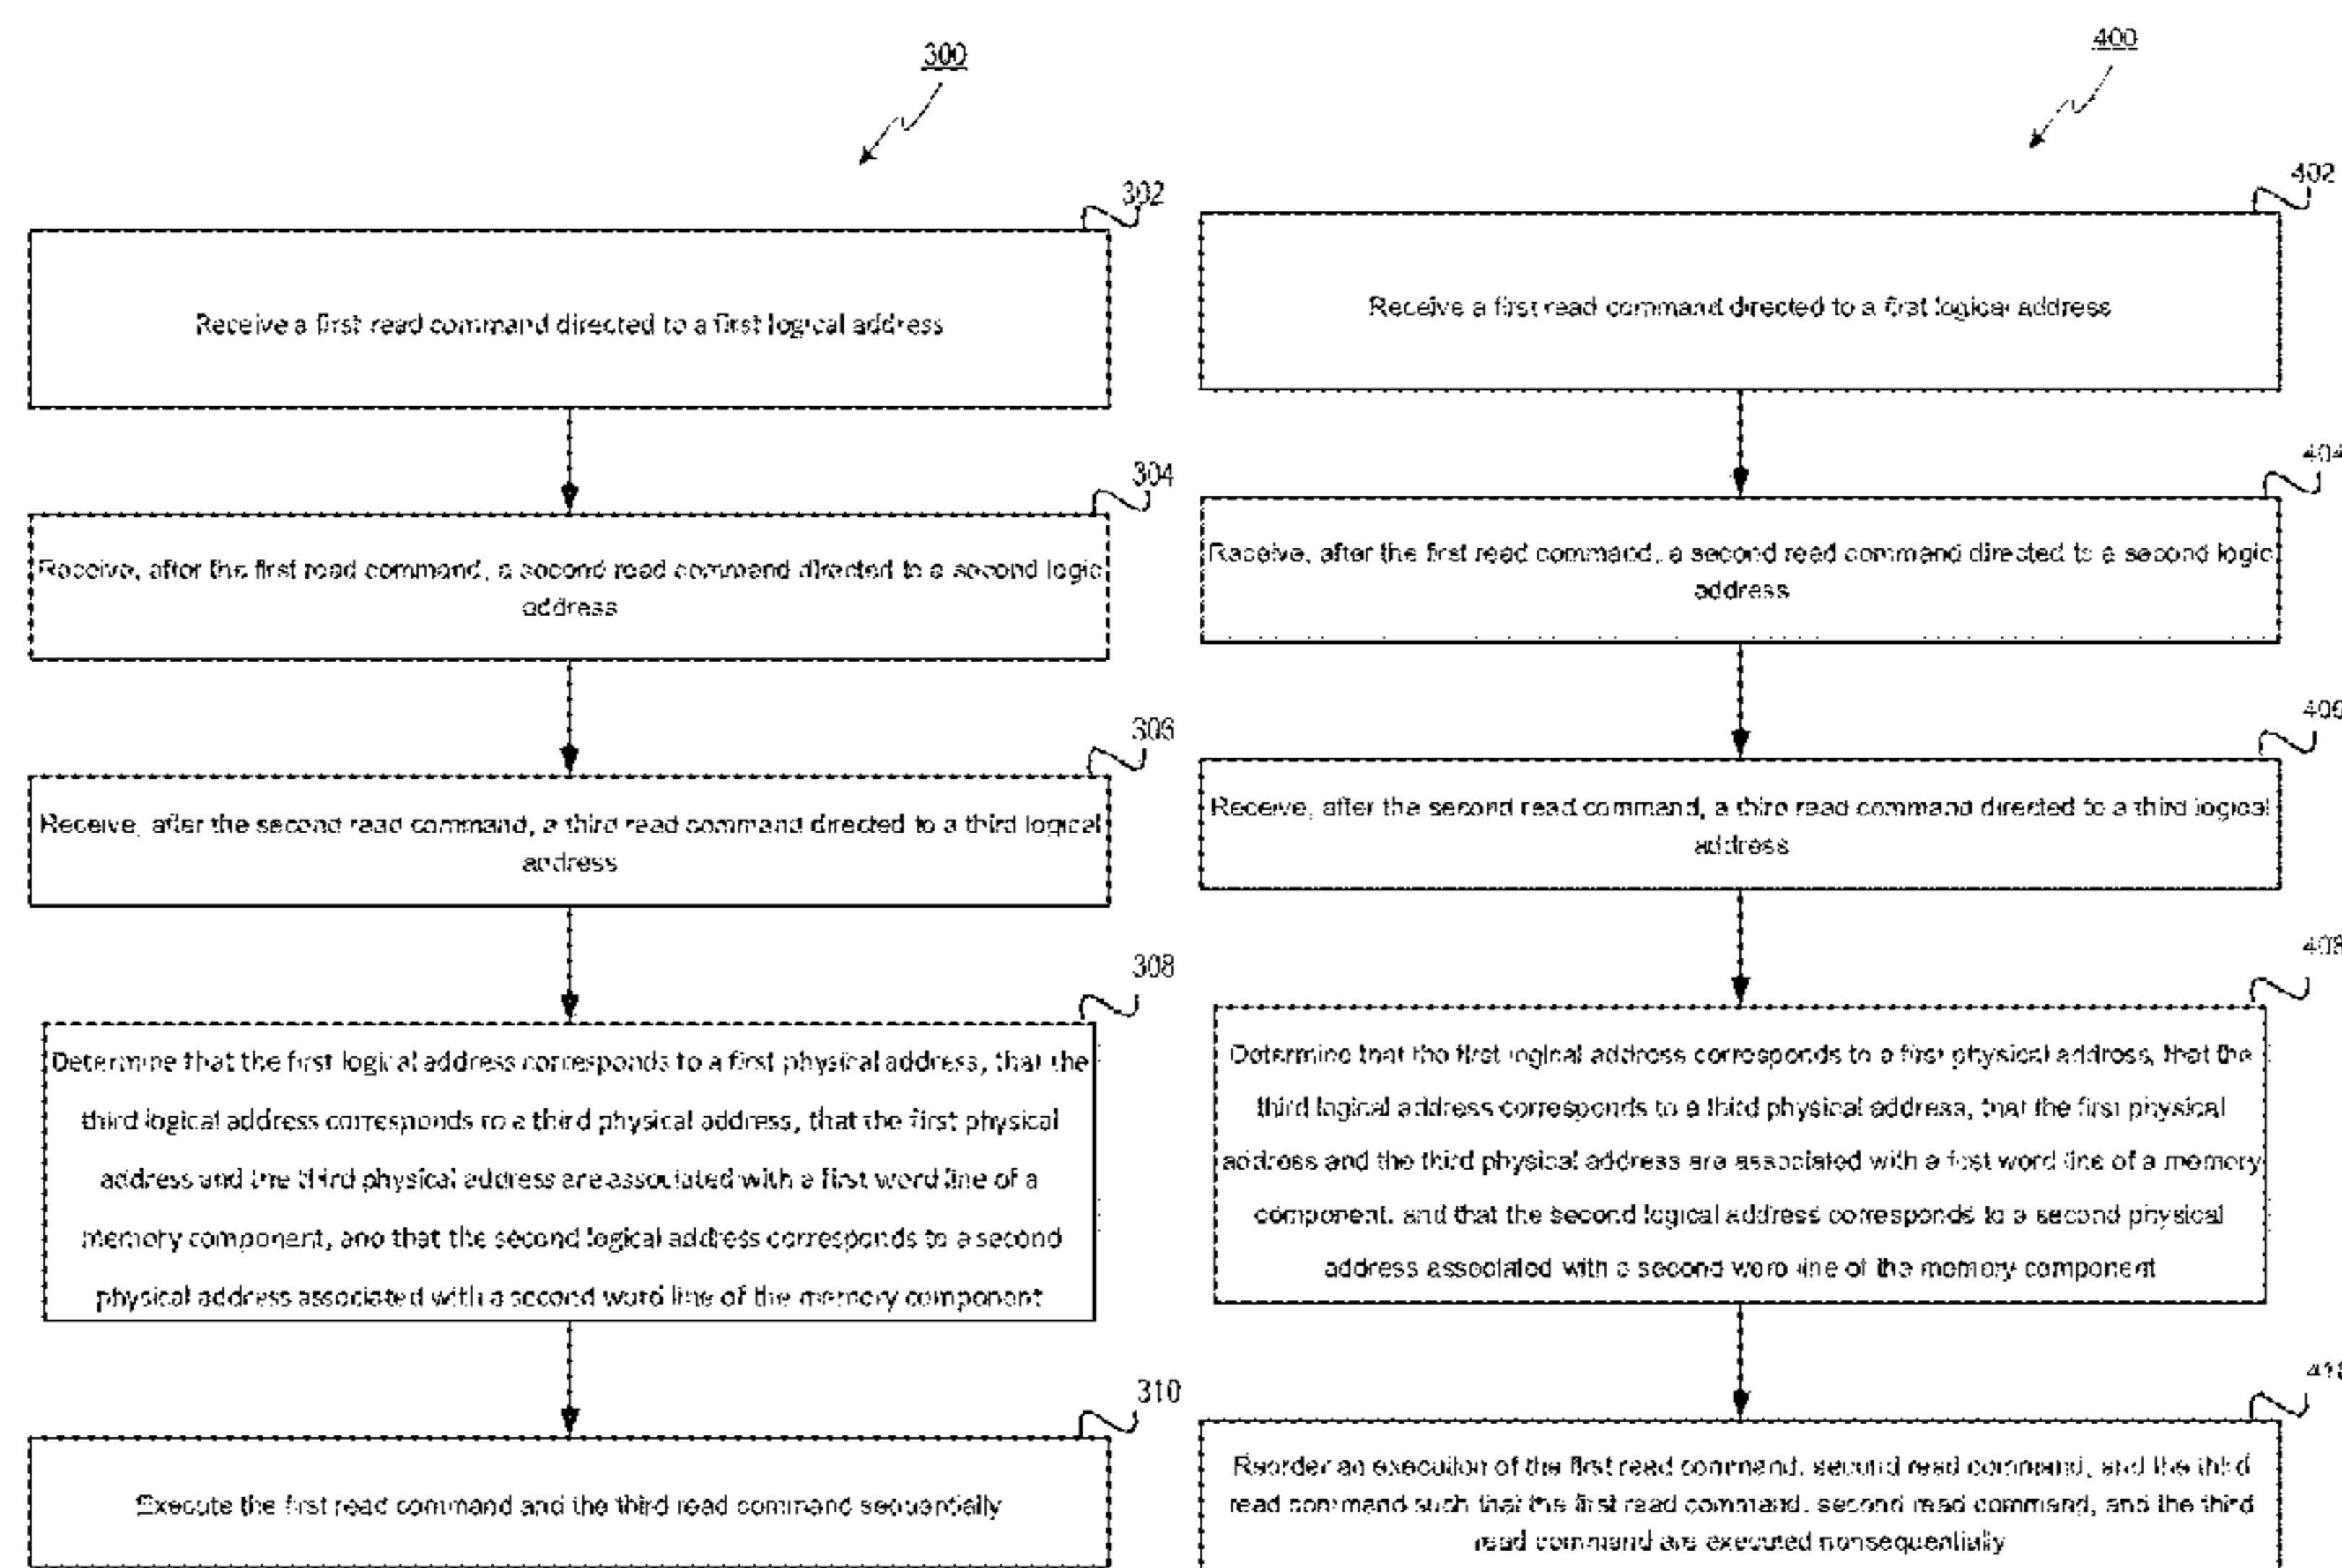 300
302
Receive a first read command directed to a first logical address
304
Receive, after the first read command, a second read command directed to a second logic
address
306
Receive, after the second read command, a third read command directed to a third logical
address
308
Determine that the first logical address corresponds to a first physical address, that the
third logical address corresponds to a third physical address, that the first physical
address and the third physical address are associated with a first word line of a
memory component, and that the second logical address corresponds to a second
physical address associated with a second word line of the memory component
310
Execute the first read command and the third read command sequentially
400
402
Receive a first read command directed to a first logical address
404
Receive, after the first read command, a second read command directed to a second logic
address
406
Receive, after the second read command, a third read command directed to a third logical
address
408
Determine that the first logical address corresponds to a first physical address, that the
third logical address corresponds to a third physical address, that the first physical
address and the third physical address are associated with a first word line of a memory
component, and that the second logical address corresponds to a second physical
address associated with a second word line of the memory component
410
Reorder an execution of the first read command, second read command, and the third
read command such that the first read command, second read command, and the third
read command are executed nonsequentially